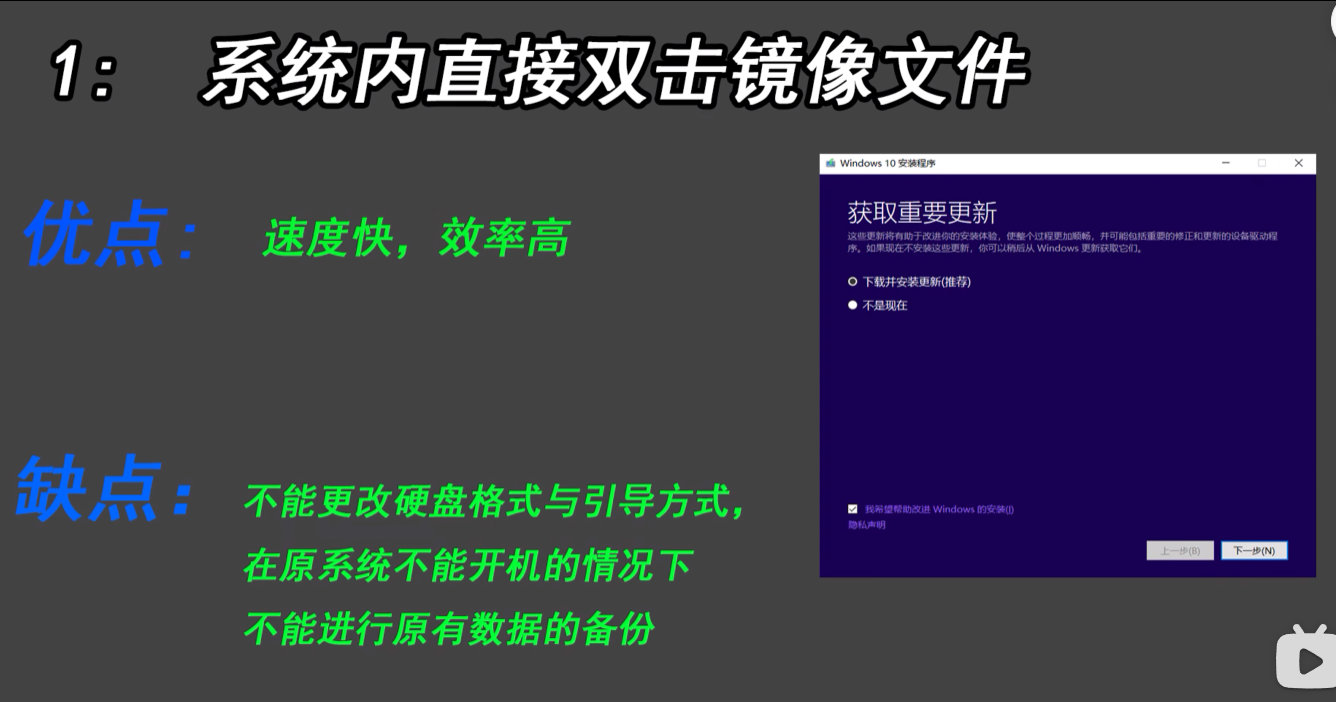 1： 系统内直接双击镜像文件
优点： 速度快，效率高
缺点： 不能更改硬盘格式与引导方式，
在原系统不能开机的情况下
不能进行原有数据的备份
Windows 10 安装程序
获取重要更新
这些更新将有助于改进你的安装体验，使整个过程更加顺畅，并可能包括重要的修正和更新的设备驱动程
序。如果现在不安装这些更新，你可以稍后从 Windows 更新获取它们。
下载并安装更新(推荐)
不是现在
我希望帮助改进 Windows 的安装(I)
隐私声明
上一步(B) 下一步(N)